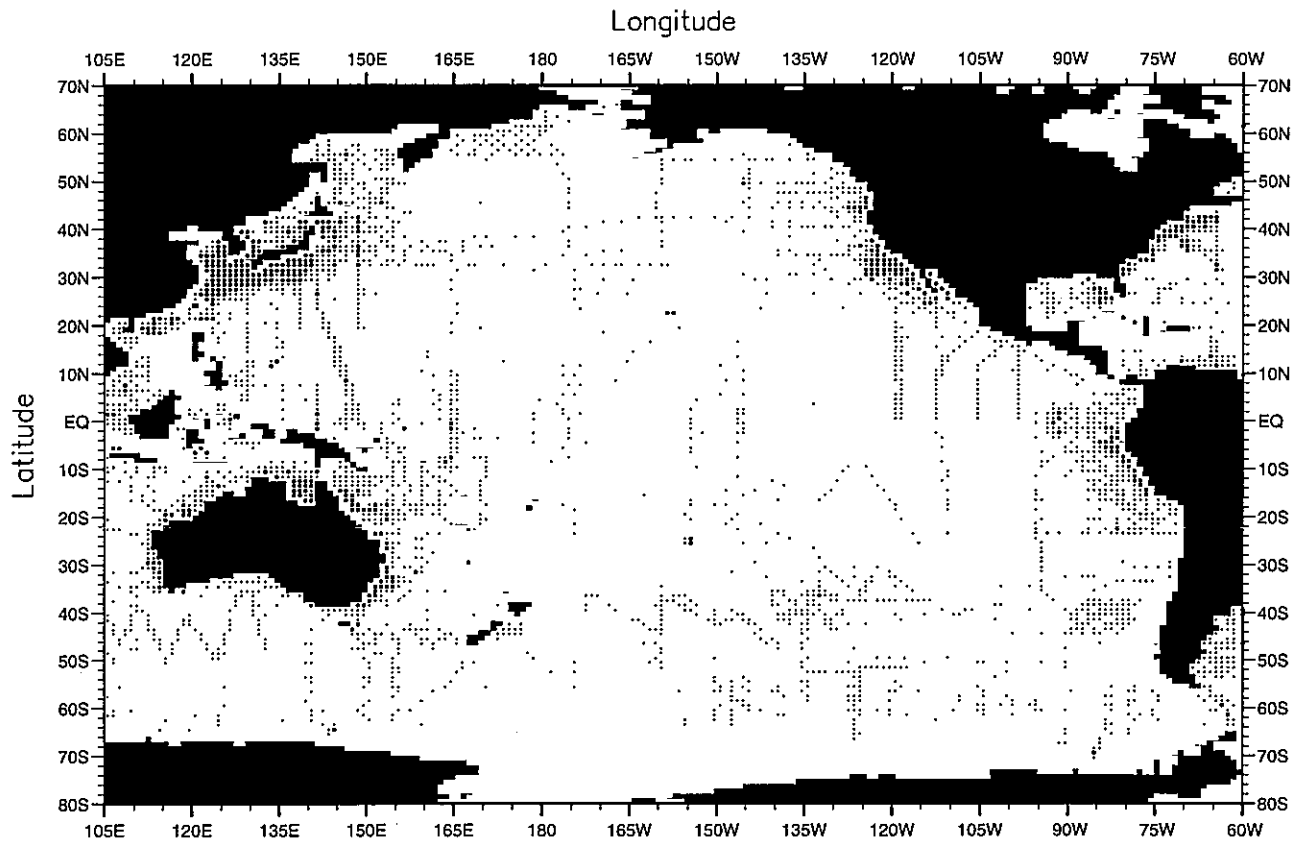 Longitude
105E 120E 135E 150E 165E 180 165W 150W 135W 120W 105W 90W 75W 60W
70N 70N
60N 60N
50N 50N
40N 40N
30N 30N
20N 20N
10N 10N
EQ EQ
10S 10S
20S 20S
30S 30S
40S 40S
50S 50S
60S 60S
70S 70S
80S 80S
Latitude
105E 120E 135E 150E 165E 180 165W 150W 135W 120W 105W 90W 75W 60W